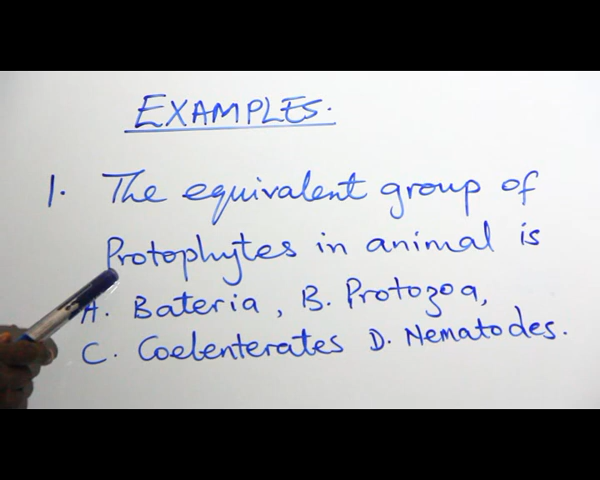 EXAMPLES.
1. The equivalent group of
Protophytes in animal is
A. Bateria, B. Protozoa,
C. Coelenterates D. Nematodes.